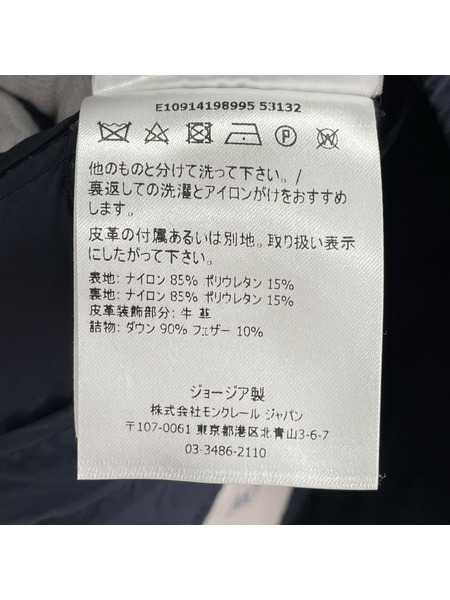 E10914198995 53132
P W
他のものと分けて洗って下さい。/
裏返しての洗濯とアイロンがけをおすすめ
します。
皮革の付属あるいは別地。取り扱い表示
にしたがって下さい。
表地: ナイロン 85% ポリウレタン 15%
裏地: ナイロン 85% ポリウレタン 15%
皮革装飾部分: 牛 革
詰物: ダウン 90% フェザー 10%
ジョージア製
株式会社モンクレール ジャパン
〒107-0061 東京都港区北青山3-6-7
03-3486-2110